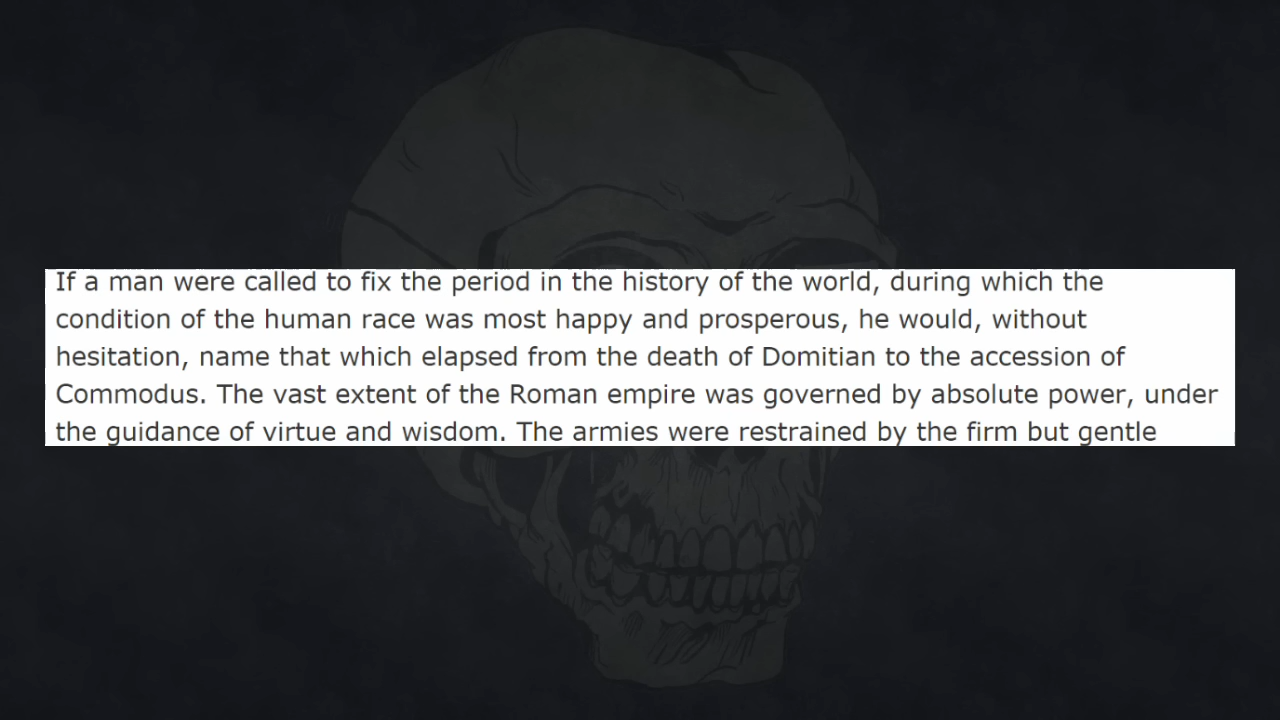 If a man were called to fix the period in the history of the world, during which the
condition of the human race was most happy and prosperous, he would, without
hesitation, name that which elapsed from the death of Domitian to the accession of
Commodus. The vast extent of the Roman empire was governed by absolute power, under
the guidance of virtue and wisdom. The armies were restrained by the firm but gentle